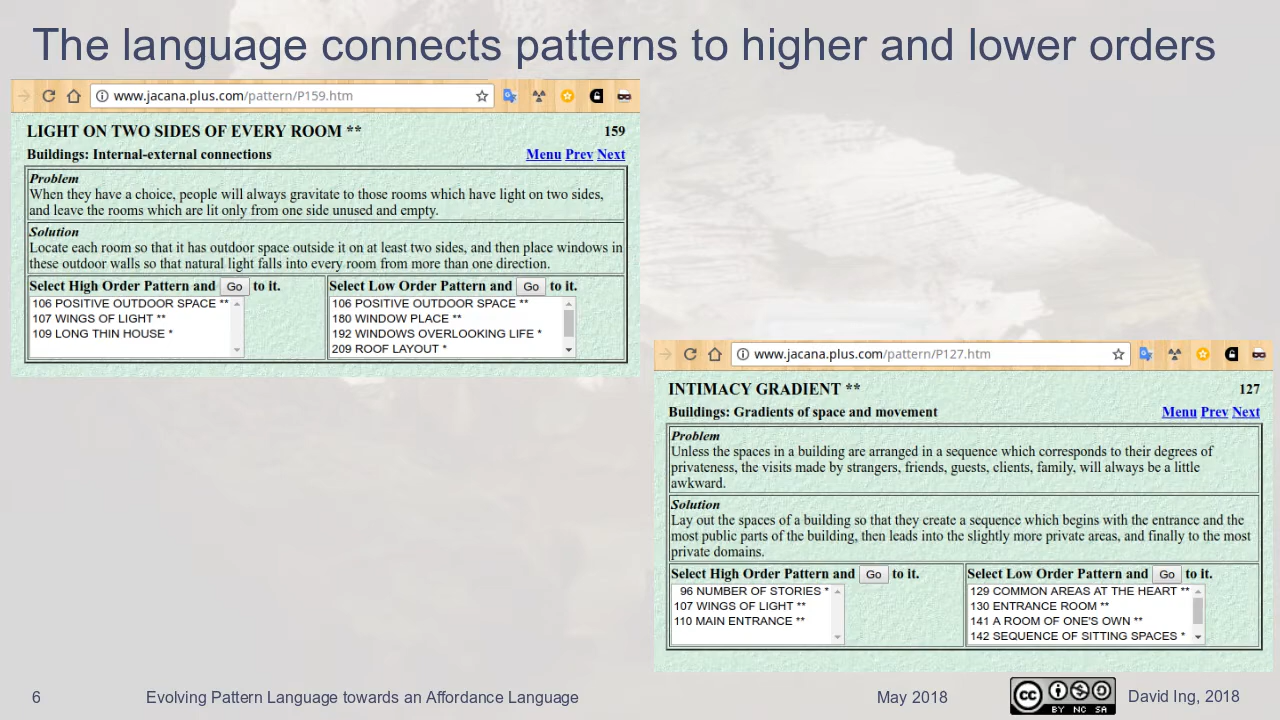 The language connects patterns to higher and lower orders
www.jacana.plus.com/pattern/P159.htm
LIGHT ON TWO SIDES OF EVERY ROOM ** 159
Buildings: Internal-external connections Menu Prev Next
Problem
When they have a choice, people will always gravitate to those rooms which have light on two sides,
and leave the rooms which are lit only from one side unused and empty.
Solution
Locate each room so that it has outdoor space outside it on at least two sides, and then place windows in
these outdoor walls so that natural light falls into every room from more than one direction.
Select High Order Pattern and Go to it.
106 POSITIVE OUTDOOR SPACE **
107 WINGS OF LIGHT **
109 LONG THIN HOUSE *
Select Low Order Pattern and Go to it.
106 POSITIVE OUTDOOR SPACE **
180 WINDOW PLACE **
192 WINDOWS OVERLOOKING LIFE *
209 ROOF LAYOUT *
www.jacana.plus.com/pattern/P127.htm
INTIMACY GRADIENT ** 127
Buildings: Gradients of space and movement Menu Prev Next
Problem
Unless the spaces in a building are arranged in a sequence which corresponds to their degrees of
privateness, the visits made by strangers, friends, guests, clients, family, will always be a little
awkward.
Solution
Lay out the spaces of a building so that they create a sequence which begins with the entrance and the
most public parts of the building, then leads into the slightly more private areas, and finally to the most
private domains.
Select High Order Pattern and Go to it.
96 NUMBER OF STORIES *
107 WINGS OF LIGHT **
110 MAIN ENTRANCE **
Select Low Order Pattern and Go to it.
129 COMMON AREAS AT THE HEART **
130 ENTRANCE ROOM **
141 A ROOM OF ONE'S OWN **
142 SEQUENCE OF SITTING SPACES *
6 Evolving Pattern Language towards an Affordance Language May 2018 cc BY NC SA David Ing, 2018